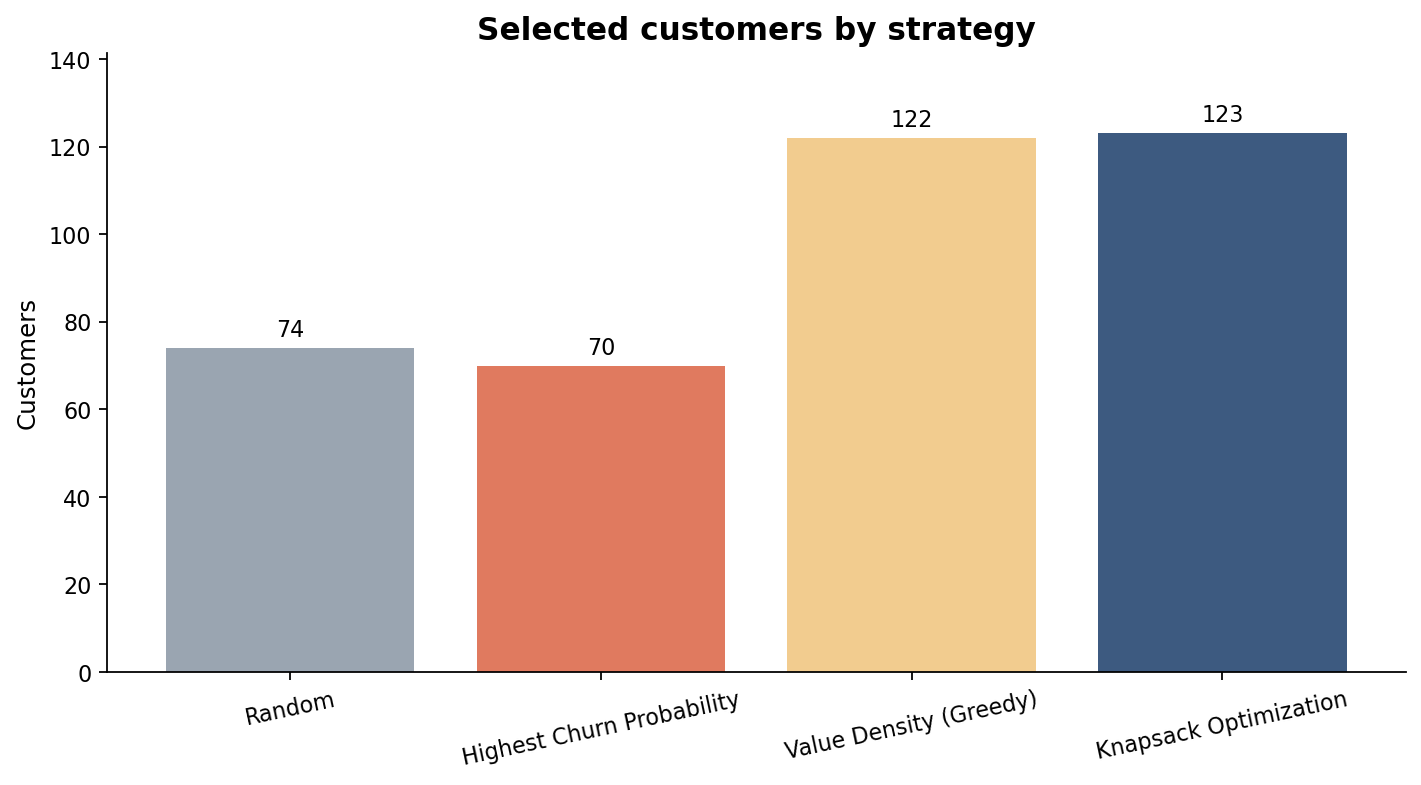 Selected customers by strategy
140
120
100
80
60
40
20
0
Customers
74
70
122
123
Random
Highest Churn Probability
Value Density (Greedy)
Knapsack Optimization